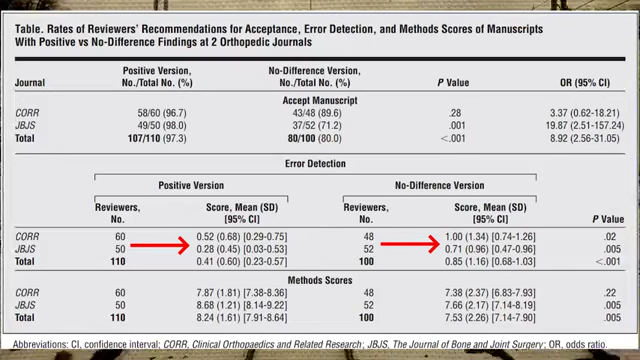 Table. Rates of Reviewers' Recommendations for Acceptance, Error Detection, and Methods Scores of Manuscripts
With Positive vs No-Difference Findings at 2 Orthopedic Journals
Journal
Positive Version,
No./Total No. (%)
No-Difference Version,
No./Total No. (%)
P Value
OR (95% CI)
Accept Manuscript
CORR 58/60 (96.7) 43/48 (89.6) .28 3.37 (0.62-18.21)
JBJS 49/50 (98.0) 37/52 (71.2) .001 19.87 (2.51-157.24)
Total 107/110 (97.3) 80/100 (80.0) <.001 8.92 (2.56-31.05)
Error Detection
Positive Version No-Difference Version
Reviewers,
No.
Score, Mean (SD)
[95% CI]
Reviewers,
No.
Score, Mean (SD)
[95% CI]
P Value
CORR 60 0.52 (0.68) [0.29-0.75] 48 1.00 (1.34) [0.74-1.26] .02
JBJS 50 0.28 (0.45) [0.03-0.53] 52 0.71 (0.96) [0.47-0.96] .005
Total 110 0.41 (0.60) [0.23-0.57] 100 0.85 (1.16) [0.68-1.03] <.001
Methods Scores
CORR 60 7.87 (1.81) [7.38-8.36] 48 7.38 (2.37) [6.83-7.93] .22
JBJS 50 8.68 (1.21) [8.14-9.22] 52 7.66 (2.17) [7.14-8.19] .005
Total 110 8.24 (1.61) [7.91-8.64] 100 7.53 (2.26) [7.14-7.90] .005
Abbreviations: CI, confidence interval; CORR, Clinical Orthopaedics and Related Research; JBJS, The Journal of Bone and Joint Surgery; OR, odds ratio.